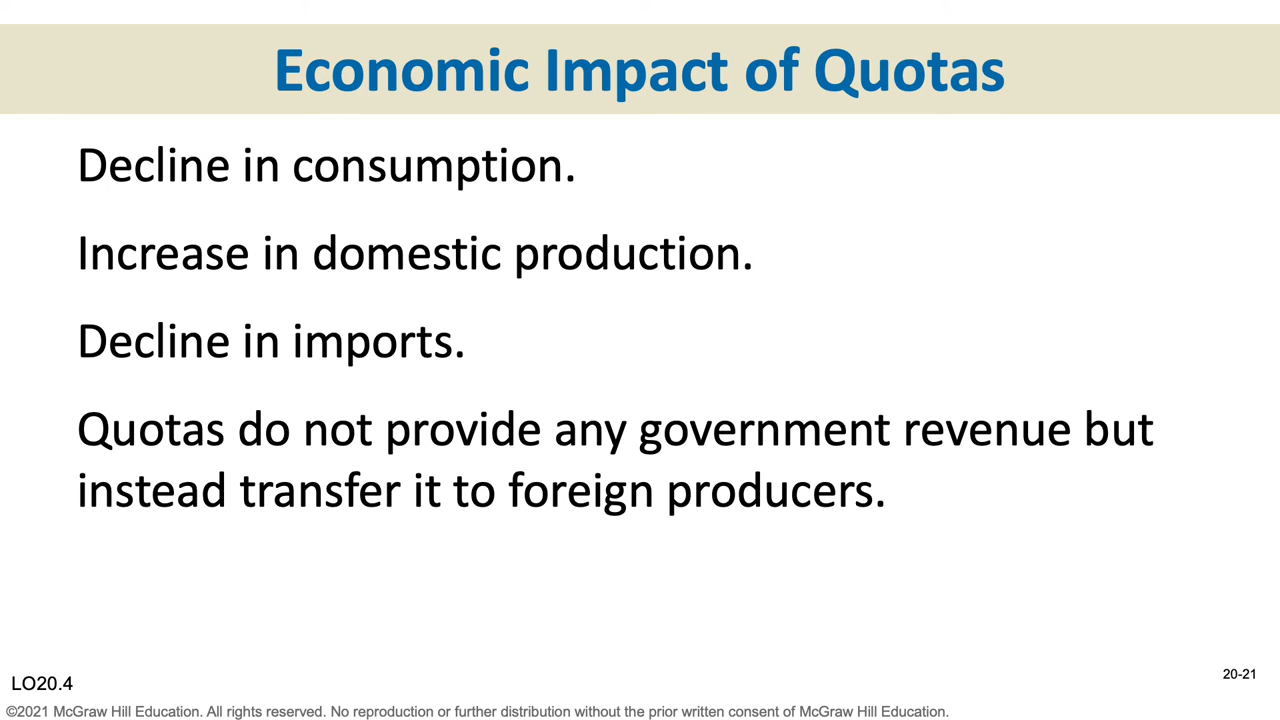 Economic Impact of Quotas
Decline in consumption.
Increase in domestic production.
Decline in imports.
Quotas do not provide any government revenue but
instead transfer it to foreign producers.
20-21
LO20.4
©2021 McGraw Hill Education. All rights reserved. No reproduction or further distribution without the prior written consent of McGraw Hill Education.